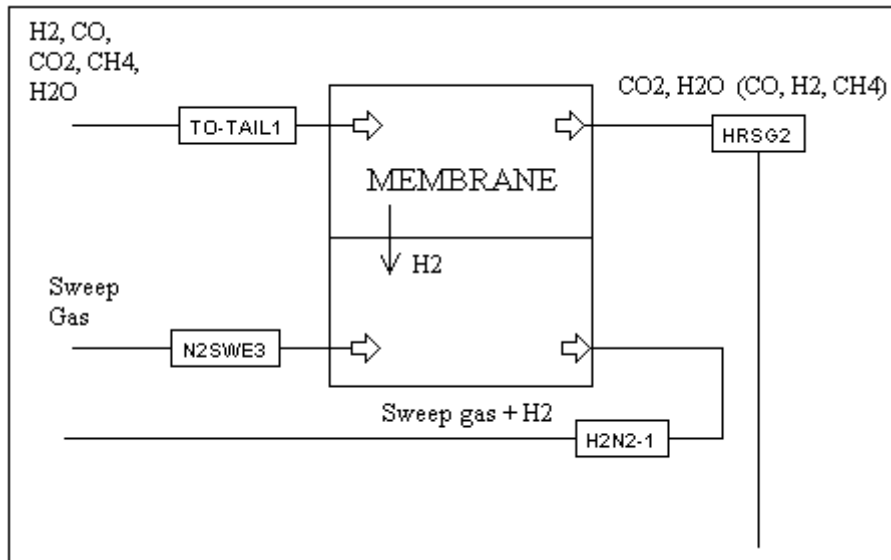 H2, CO,
CO2, CH4,
H2O
CO2, H2O (CO, H2, CH4)
TO-TAIL1
HRSG2
MEMBRANE
H2
Sweep
Gas
N2SWE3
Sweep gas + H2
H2N2-1